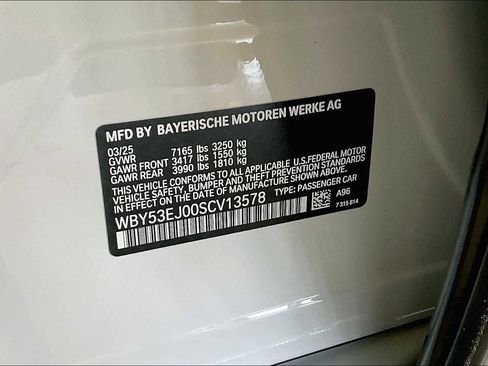 MFD BY BAYERISCHE MOTOREN WERKE AG
03/25
GVWR 7165 lbs 3250 kg
GAWR FRONT 3417 lbs 1550 kg
GAWR REAR 3990 lbs 1810 kg
THIS VEHICLE CONFORMS TO ALL APPLICABLE U.S.FEDERAL MOTOR
VEHICLE SAFETY, BUMPER AND THEFT PREVENTION STANDARDS
IN EFFECT ON THE DATE OF MANUFACTURE SHOWN ABOVE.
WBY53EJ00SCV13578 TYPE: PASSENGER CAR
A96
7 315 814